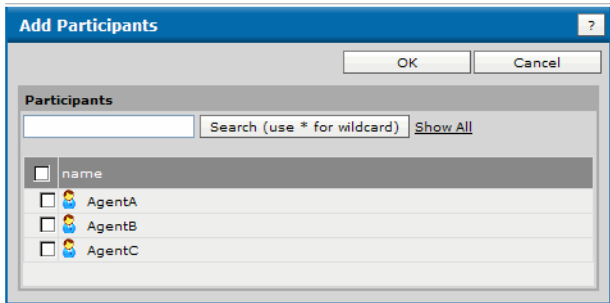 Add Participants ?
OK Cancel
Participants
Search (use * for wildcard) Show All
name
AgentA
AgentB
AgentC